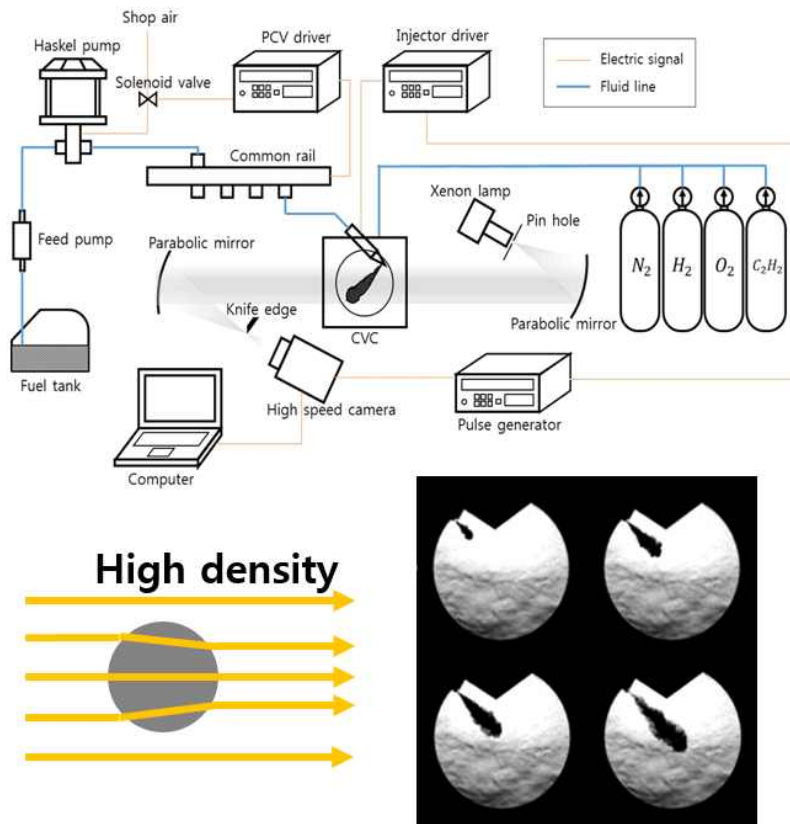 Shop air
Haskel pump
PCV driver
Injector driver
Electric signal
Fluid line
Solenoid valve
Common rail
Xenon lamp
Pin hole
Feed pump
Parabolic mirror
N₂
H₂
O₂
C₂H₂
Knife edge
CVC
Parabolic mirror
Fuel tank
High speed camera
Pulse generator
Computer
High density